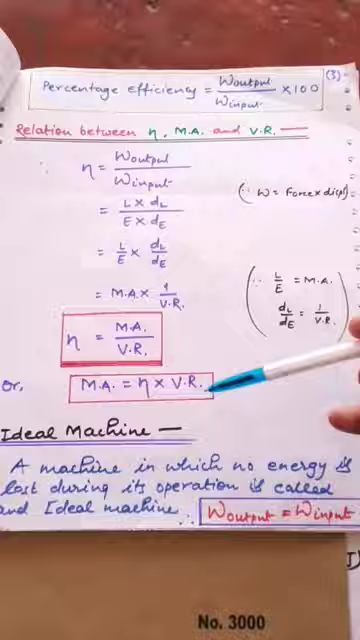 (3)
Percentage efficiency = Woutput / Winput × 100
Relation between η, M.A. and V.R. —
η = Woutput / Winput
(∵ W = Force × displ
= L × dL / E × dE
= L/E × dL/dE
= M.A × 1/V.R.
(∵ L/E = M.A.
dL/dE = 1/V.R.)
η = M.A. / V.R.
Or, M.A. = η × V.R.
Ideal Machine —
A machine in which no energy is
lost during its operation is called
and Ideal machine. ∴ Woutput = Winput
No. 3000